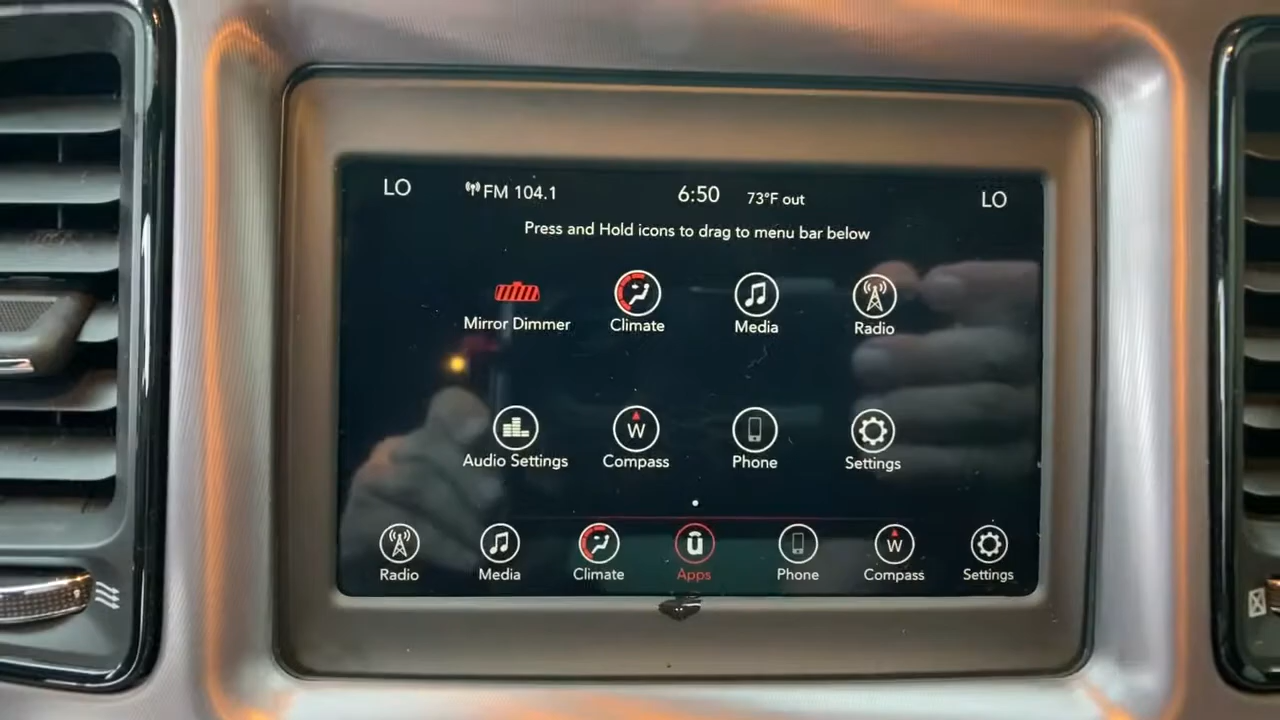 LO FM 104.1 6:50 73°F out LO
Press and Hold icons to drag to menu bar below
Mirror Dimmer Climate Media Radio
W
Audio Settings Compass Phone Settings
W
Radio Media Climate Apps Phone Compass Settings